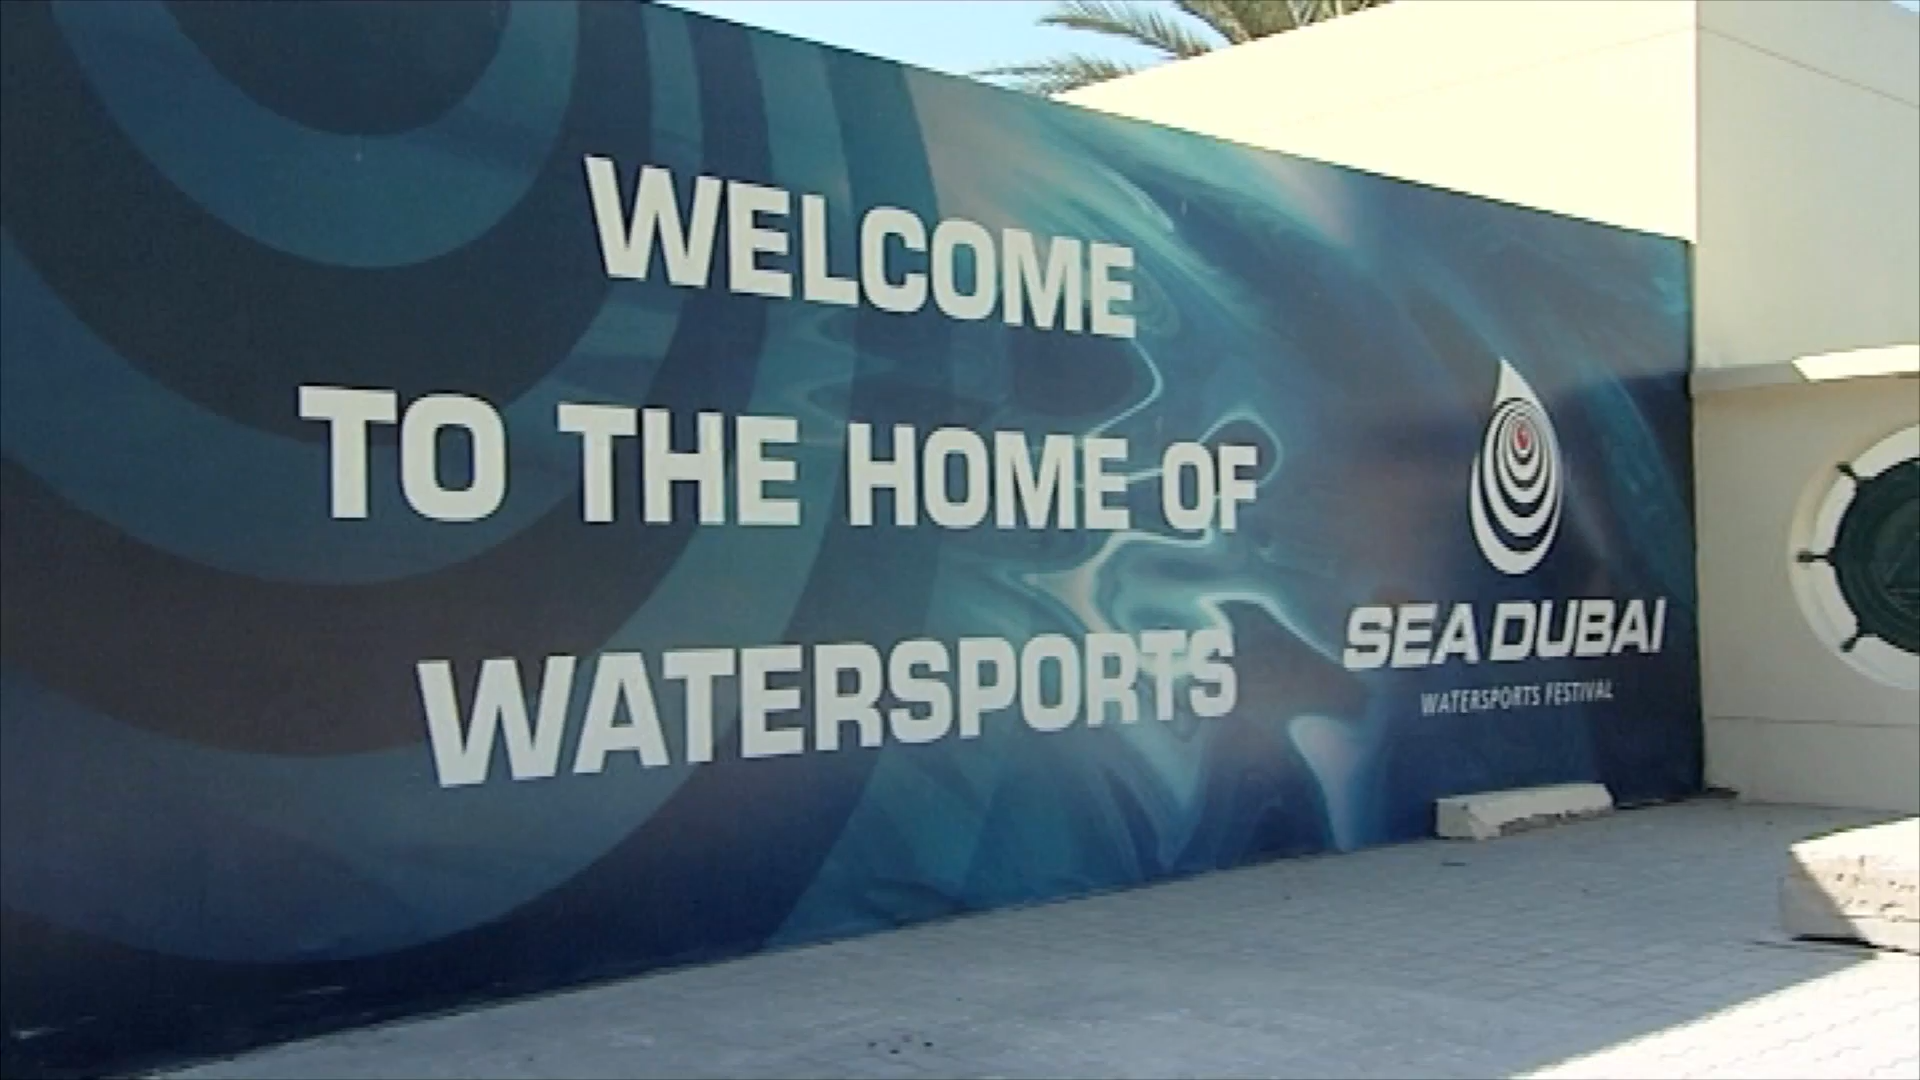 WELCOME
TO THE HOME OF
WATERSPORTS
SEA DUBAI
WATERSPORTS FESTIVAL